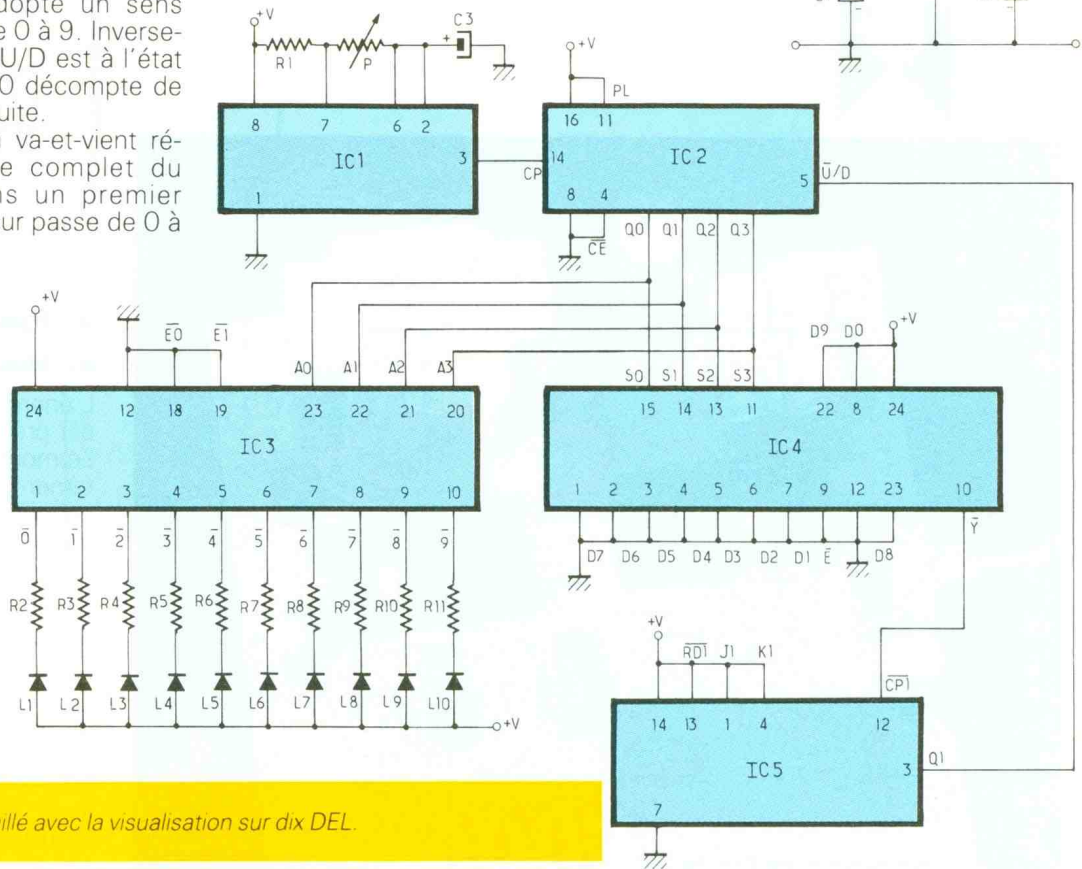 dopte un sens
e 0 à 9. Inverse-
U/D est à l'état
0 décompte de
uite.
va-et-vient ré-
e complet du
ns un premier
ur passe de 0 à
+V
R1
P
+
C3
8
7
6
2
IC1
3
1
+V
PL
16
11
14
CP
IC2
5
U̅/D
8
4
C̅E̅
Q0
Q1
Q2
Q3
+V
E̅0̅
E̅1̅
A0
A1
A2
A3
24
12
18
19
23
22
21
20
IC3
1
2
3
4
5
6
7
8
9
10
0̅
1̅
2̅
3̅
4̅
5̅
6̅
7̅
8̅
9̅
R2
R3
R4
R5
R6
R7
R8
R9
R10
R11
L1
L2
L3
L4
L5
L6
L7
L8
L9
L10
+V
D9
D0
+V
S0
S1
S2
S3
15
14
13
11
22
8
24
IC4
1
2
3
4
5
6
7
9
12
23
10
D7
D6
D5
D4
D3
D2
D1
E̅
D8
Y̅
+V
R̅D̅1̅
J1
K1
C̅P̅1̅
14
13
1
4
12
IC5
3
Q1
7
illé avec la visualisation sur dix DEL.